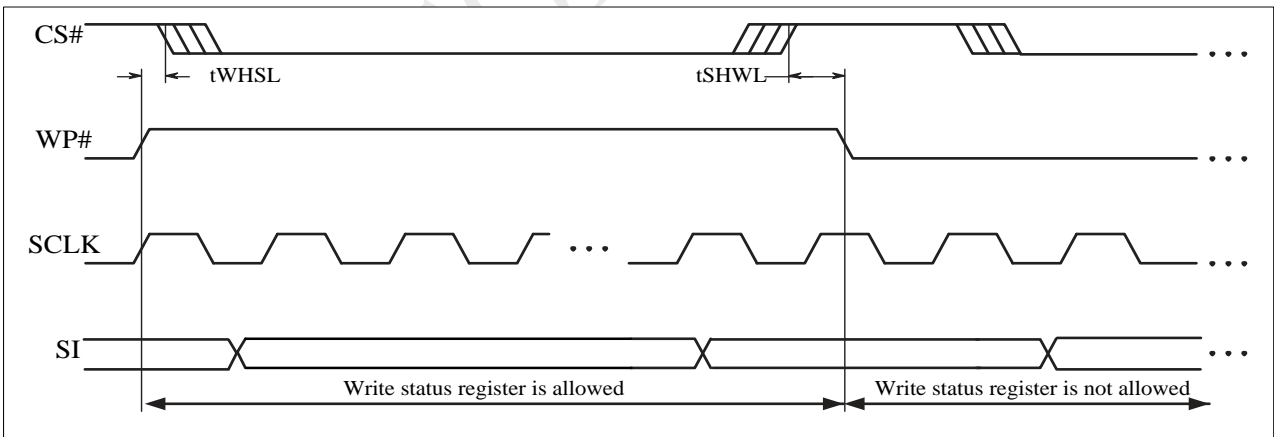 CS#
tWHSL
tSHWL
WP#
SCLK
SI
Write status register is allowed
Write status register is not allowed